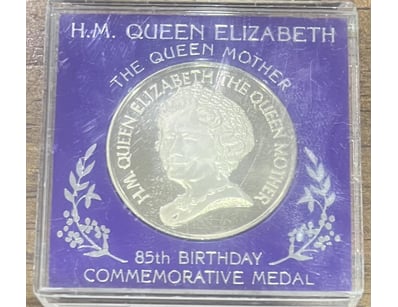 H.M. QUEEN ELIZABETH
THE QUEEN MOTHER
H.M. QUEEN ELIZABETH THE QUEEN MOTHER
85th BIRTHDAY
COMMEMORATIVE MEDAL